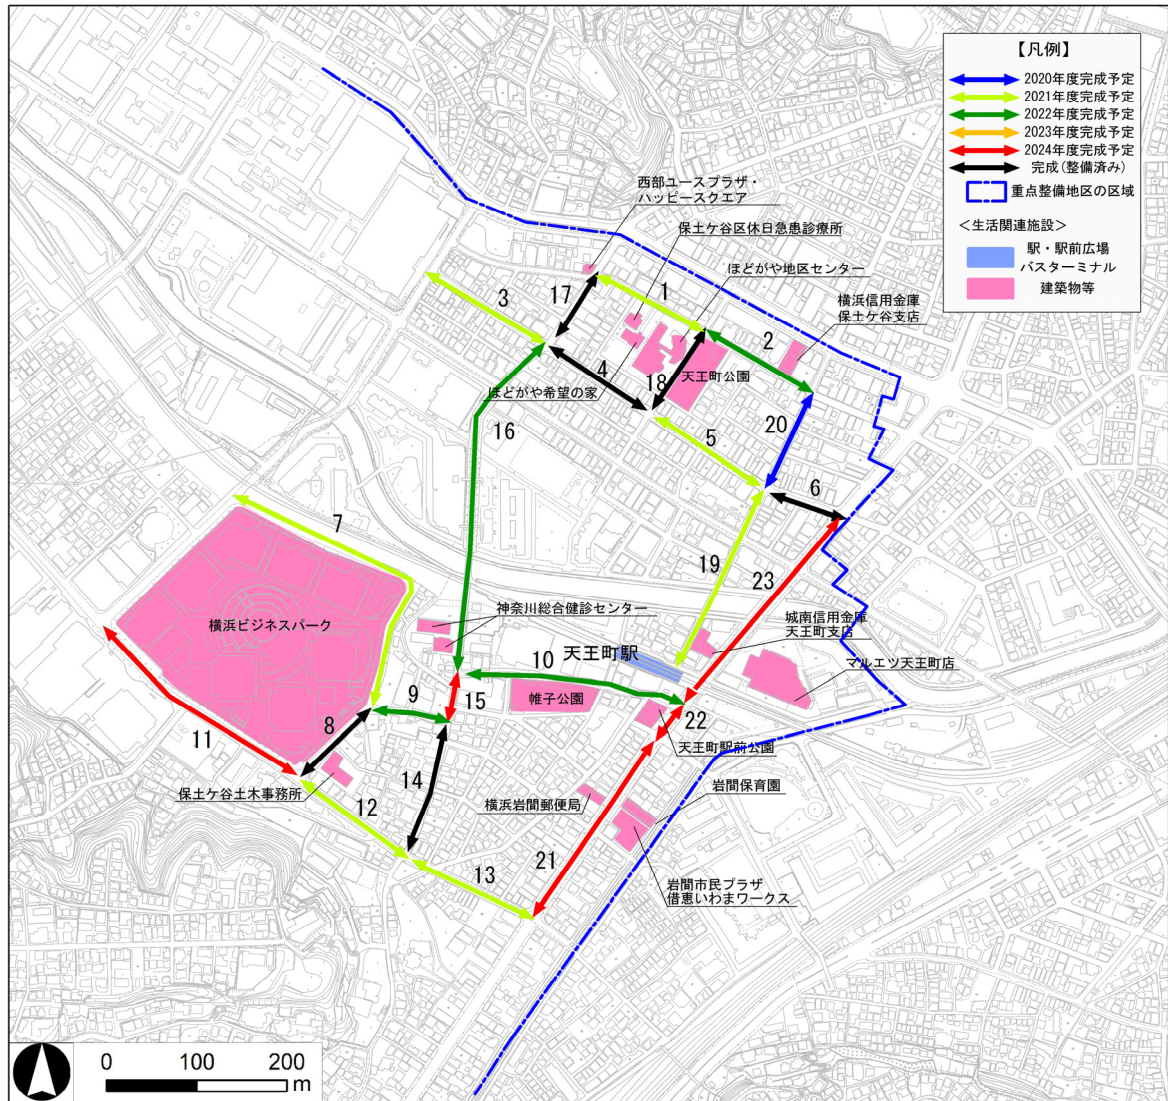 【凡例】
2020年度完成予定
2021年度完成予定
2022年度完成予定
2023年度完成予定
2024年度完成予定
完成(整備済み)
重点整備地区の区域
<生活関連施設>
駅・駅前広場
バスターミナル
建築物等
西部ユースプラザ・
ハッピースクエア
保土ケ谷区休日急患診療所
ほどがや地区センター
横浜信用金庫
保土ケ谷支店
17
1
3
2
4
18
天王町公園
ほどがや希望の家
16
5
20
6
7
19
23
神奈川総合健診センター
城南信用金庫
天王町支店
横浜ビジネスパーク
天王町駅
マルエツ天王町店
10
9
15
帷子公園
11
8
22
天王町駅前公園
14
保土ケ谷土木事務所
横浜岩間郵便局
岩間保育園
12
21
13
岩間市民プラザ
借恵いわまワークス
0
100
200
m